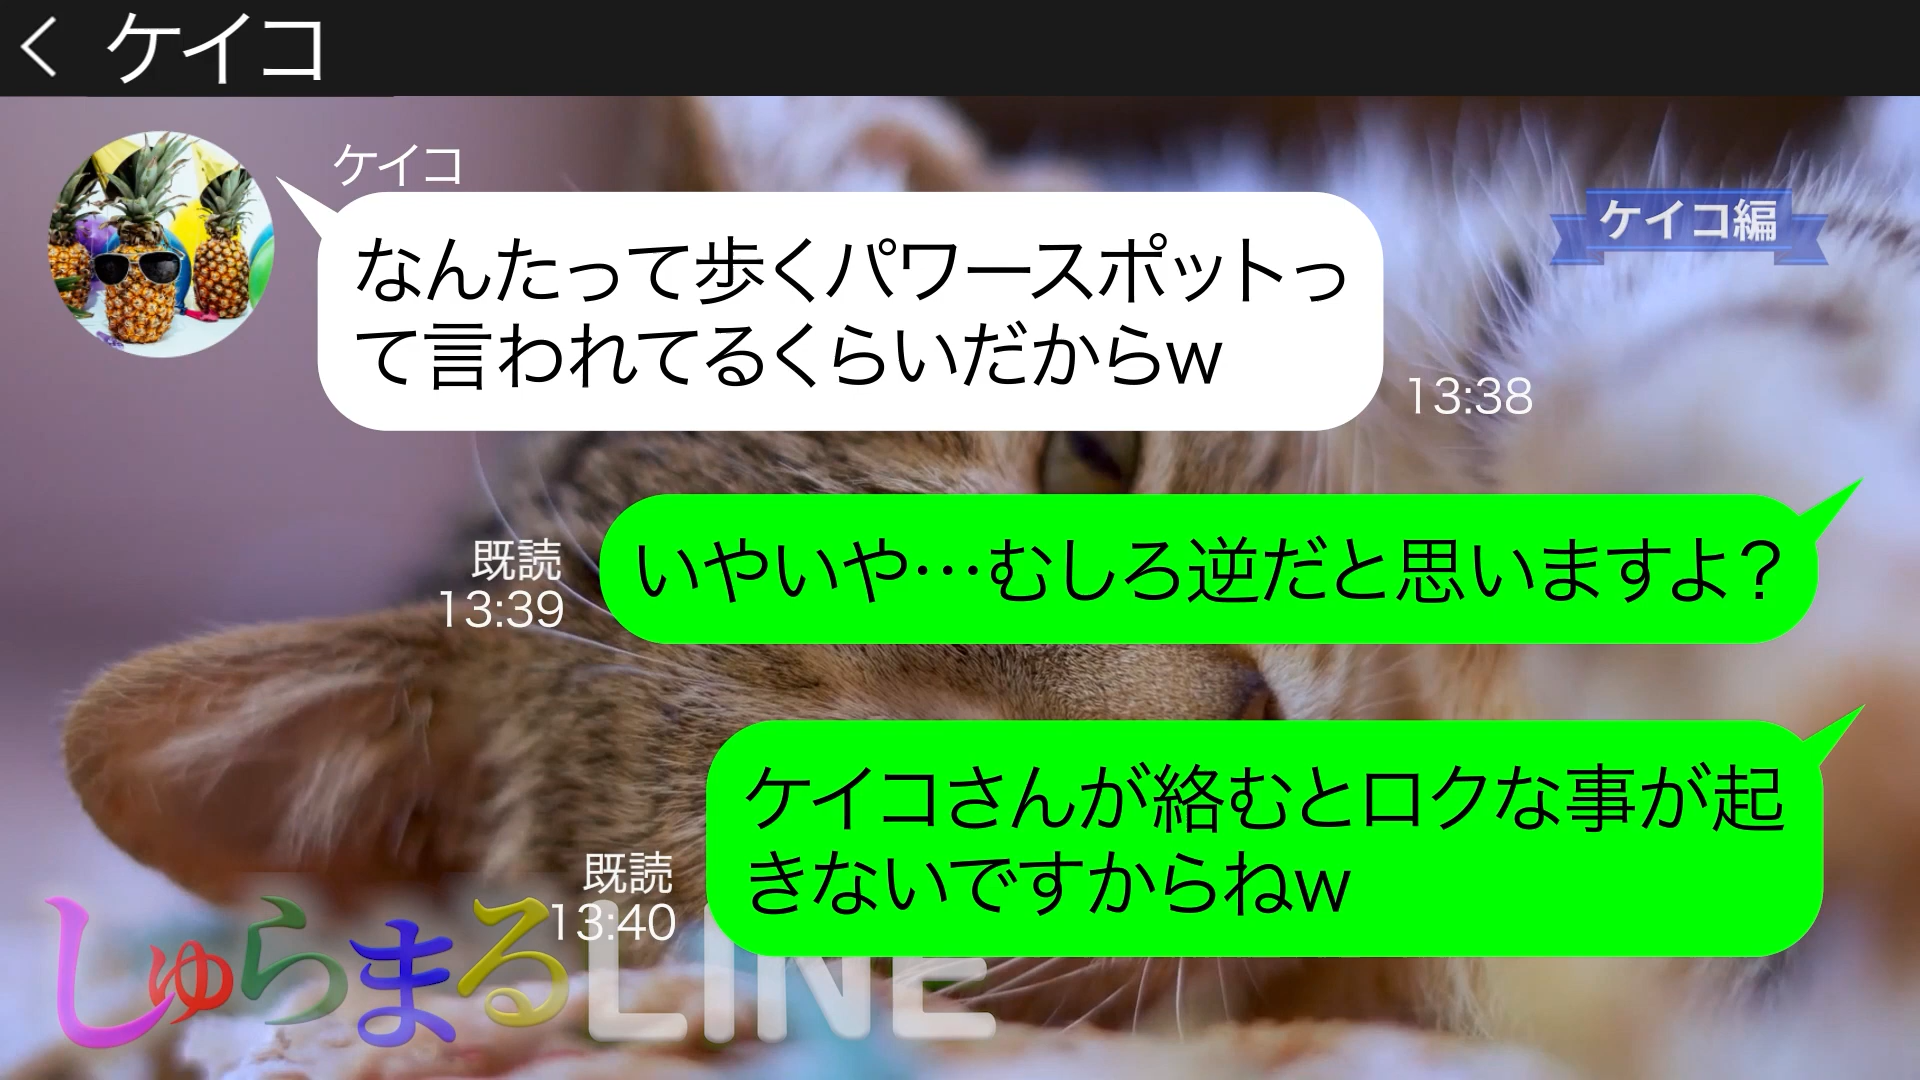 ケイコ
ケイコ
ケイコ編
なんたって歩くパワースポットっ
て言われてるくらいだからw
13:38
いやいや…むしろ逆だと思いますよ？
既読
13:39
ケイコさんが絡むとロクな事が起
きないですからねw
既読
13:40
しゅらまるLINE